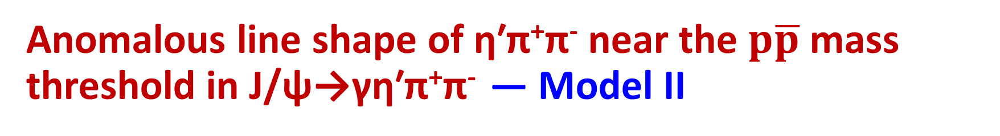 Anomalous line shape of η′π⁺π⁻ near the pp̅ mass
threshold in J/ψ→γη′π⁺π⁻ — Model II